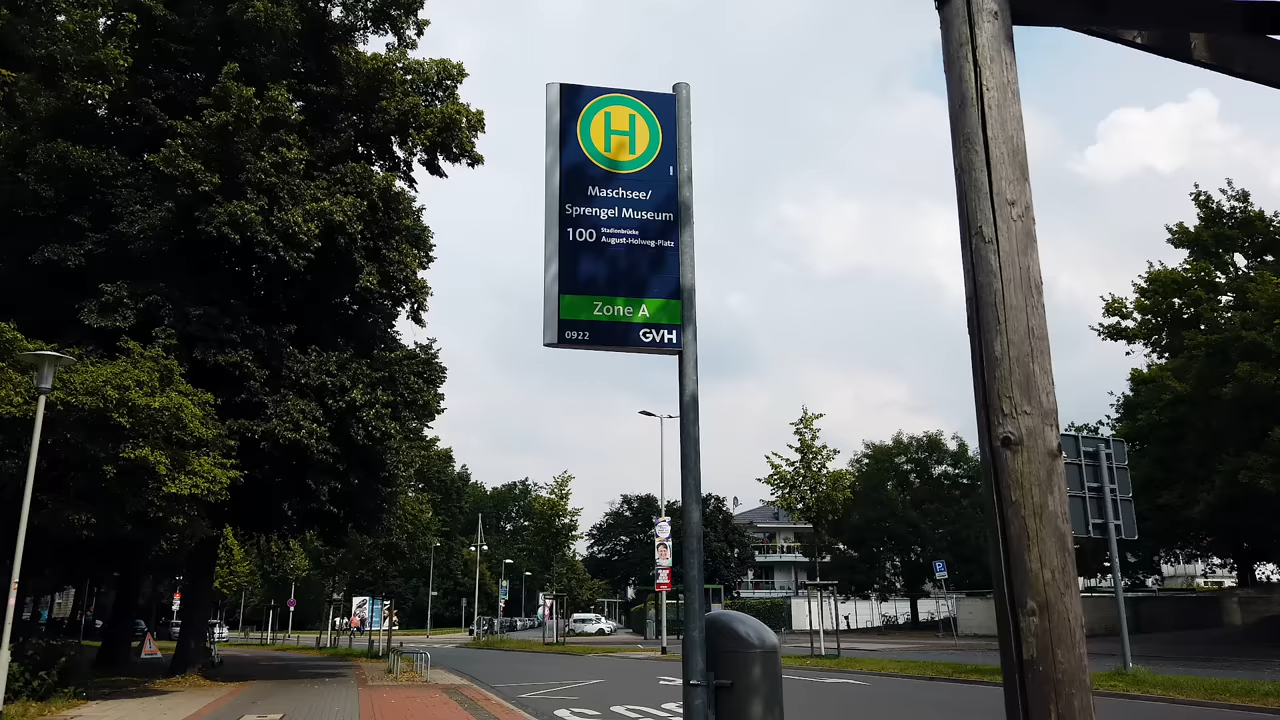 H
Maschsee/
Sprengel Museum
100 Stadionbrücke
August-Holweg-Platz
Zone A
0922 GVH
P